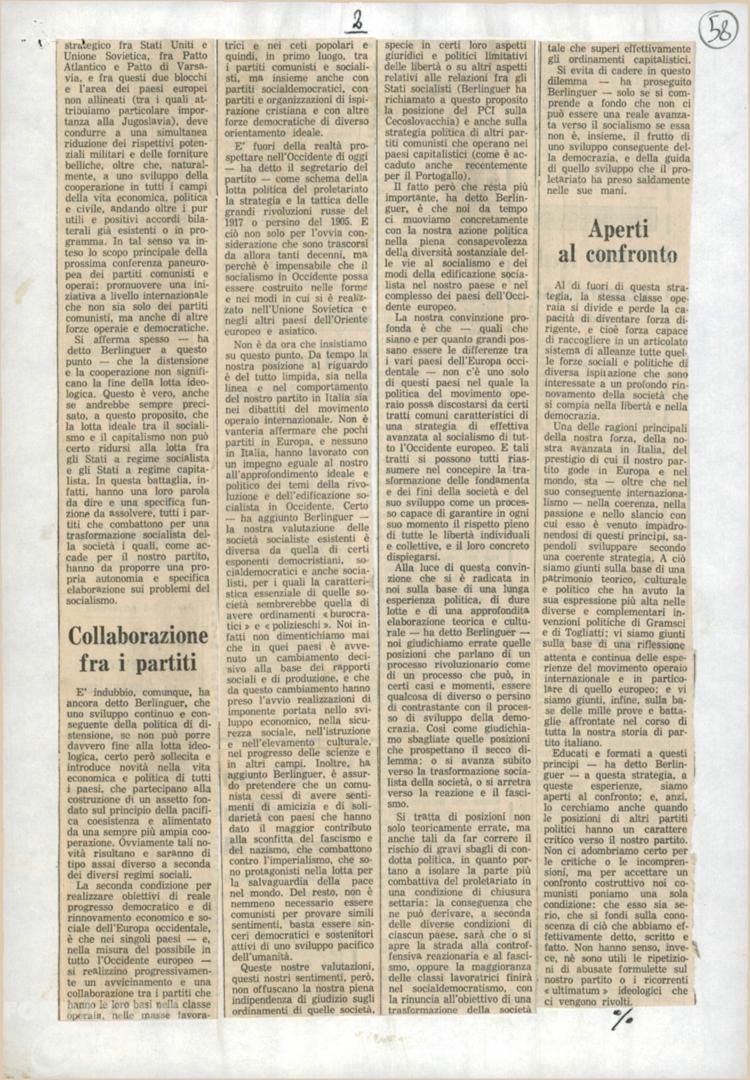 2
58
strategico fra Stati Uniti e
Unione Sovietica, fra Patto
Atlantico e Patto di Varsa-
via, e fra questi due blocchi
e l'area dei paesi europei
non allineati (tra i quali at-
tribuiamo particolare impor-
tanza alla Jugoslavia), deve
condurre a una simultanea
riduzione dei rispettivi poten-
ziali militari e delle forniture
belliche, oltre che, natural-
mente, a uno sviluppo della
cooperazione in tutti i campi
della vita economica, politica
e civile, andando oltre i pur
utili e positivi accordi bila-
terali già esistenti o in pro-
gramma. In tal senso va in-
teso lo scopo principale della
prossima conferenza paneuro-
pea dei partiti comunisti e
operai: promuovere una ini-
ziativa a livello internazionale
che non sia solo dei partiti
comunisti, ma anche di altre
forze operaie e democratiche.
Si afferma spesso — ha
detto Berlinguer a questo
punto — che la distensione
e la cooperazione non signifi-
cano la fine della lotta ideo-
logica. Questo è vero, anche
se andrebbe sempre preci-
sato, a questo proposito, che
la lotta ideale tra il sociali-
smo e il capitalismo non può
certo ridursi alla lotta fra
gli Stati a regime socialista
e gli Stati a regime capita-
lista. In questa battaglia, in-
fatti, hanno una loro parola
da dire e una specifica fun-
zione da assolvere, tutti i par-
titi che combattono per una
trasformazione socialista del-
la società i quali, come ac-
cade per il nostro partito,
hanno da proporre una pro-
pria autonomia e specifica
elaborazione sui problemi del
socialismo.
Collaborazione
fra i partiti
E' indubbio, comunque, ha
ancora detto Berlinguer, che
uno sviluppo continuo e con-
seguente della politica di di-
stensione, se non può porre
davvero fine alla lotta ideo-
logica, certo però sollecita e
introduce novità nella vita
economica e politica di tutti
i paesi, che partecipano alla
costruzione di un assetto fon-
dato sul principio della pacifi-
ca coesistenza e alimentato
da una sempre più ampia coo-
perazione. Ovviamente tali no-
vità risultano e saranno di
tipo assai diverso a seconda
dei diversi regimi sociali.
La seconda condizione per
realizzare obiettivi di reale
progresso democratico e di
rinnovamento economico e so-
ciale dell'Europa occidentale,
è che nei singoli paesi — e,
nella misura del possibile in
tutto l'Occidente europeo —
si realizzino progressivamen-
te un avvicinamento e una
collaborazione tra i partiti che
hanno le loro basi nella classe
operaia, nelle masse lavora-
trici e nei ceti popolari e
quindi, in primo luogo, tra
i partiti comunisti e sociali-
sti, ma insieme anche con
partiti socialdemocratici, con
partiti e organizzazioni di ispi-
razione cristiana e con altre
forze democratiche di diverso
orientamento ideale.
E' fuori della realtà pro-
spettare nell'Occidente di oggi
— ha detto il segretario del
partito — come schema della
lotta politica del proletariato
la strategia e la tattica delle
grandi rivoluzioni russe del
1917 o persino del 1905. E
ciò non solo per l'ovvia con-
siderazione che sono trascorsi
da allora tanti decenni, ma
perchè è impensabile che il
socialismo in Occidente possa
essere costruito nelle forme
e nei modi in cui si è realiz-
zato nell'Unione Sovietica e
negli altri paesi dell'Oriente
europeo e asiatico.
Non è da ora che insistiamo
su questo punto. Da tempo la
nostra posizione al riguardo
è del tutto limpida, sia nella
linea e nel comportamento
del nostro partito in Italia sia
nei dibattiti del movimento
operaio internazionale. Non è
vanteria affermare che pochi
partiti in Europa, e nessuno
in Italia, hanno lavorato con
un impegno eguale al nostro
all'approfondimento ideale e
politico dei temi della rivo-
luzione e dell'edificazione so-
cialista in Occidente. Certo
— ha aggiunto Berlinguer —
la nostra valutazione delle
società socialiste esistenti è
diversa da quella di certi
esponenti democristiani, so-
cialdemocratici e anche socia-
listi, per i quali la caratteri-
stica essenziale di quelle so-
cietà sembrerebbe quella di
avere ordinamenti «burocra-
tici» e «polizieschi». Noi in-
fatti non dimentichiamo mai
che in quei paesi è avve-
nuto un cambiamento deci-
sivo alla base dei rapporti
sociali e di produzione, e che
da questo cambiamento hanno
preso l'avvio realizzazioni di
imponente portata nello svi-
luppo economico, nella sicu-
rezza sociale, nell'istruzione
e nell'elevamento culturale,
nel progresso delle scienze e
in altri campi. Inoltre, ha
aggiunto Berlinguer, è assur-
do pretendere che un comu-
nista cessi di avere senti-
menti di amicizia e di soli-
darietà con paesi che hanno
dato il maggior contributo
alla sconfitta del fascismo e
del nazismo, che combattono
contro l'imperialismo, che so-
no protagonisti nella lotta per
la salvaguardia della pace
nel mondo. Del resto, non è
nemmeno necessario essere
comunisti per provare simili
sentimenti, basta essere sin-
ceri democratici e sostenitori
attivi di uno sviluppo pacifico
dell'umanità.
Queste nostre valutazioni,
questi nostri sentimenti, però,
non offuscano la nostra piena
indipendenza di giudizio sugli
ordinamenti di quelle società,
specie in certi loro aspetti
giuridici e politici limitativi
delle libertà o su altri aspetti
relativi alle relazioni fra gli
Stati socialisti (Berlinguer ha
richiamato a questo proposito
la posizione del PCI sulla
Cecoslovacchia) e anche sulla
strategia politica di altri par-
titi comunisti che operano nei
paesi capitalisti (come è ac-
caduto anche recentemente
per il Portogallo).
Il fatto però che resta più
importante, ha detto Berlin-
guer, è che noi da tempo
ci muoviamo concretamente
con la nostra azione politica
nella piena consapevolezza
della diversità sostanziale del-
le vie al socialismo e dei
modi della edificazione socia-
lista nel nostro paese e nel
complesso dei paesi dell'Occi-
dente europeo.
La nostra convinzione pro-
fonda è che — quali che
siano e per quanto grandi pos-
sano essere le differenze tra
i vari paesi dell'Europa occi-
dentale — non c'è uno solo
di questi paesi nel quale la
politica del movimento ope-
raio possa discostarsi da certi
tratti comuni caratteristici di
una strategia di effettiva
avanzata al socialismo di tut-
to l'Occidente europeo. E tali
tratti si possono tutti rias-
sumere nel concepire la tra-
sformazione delle fondamenta
e dei fini della società e del
suo sviluppo come un proces-
so capace di garantire in ogni
suo momento il rispetto pieno
di tutte le libertà individuali
e collettive, e il loro concreto
dispiegarsi.
Alla luce di questa convin-
zione che si è radicata in
noi sulla base di una lunga
esperienza politica, di dure
lotte e di una approfondita
elaborazione teorica e cultu-
rale — ha detto Berlinguer —
noi giudichiamo errate quelle
posizioni che parlano di un
processo rivoluzionario come
di un processo che può, in
certi casi e momenti, essere
qualcosa di diverso o persino
di contrastante con il proces-
so di sviluppo della demo-
crazia. Così come giudichia-
mo sbagliate quelle posizioni
che prospettano il secco di-
lemma: o si avanza sùbito
verso la trasformazione socia-
lista della società, o si arretra
verso la reazione e il fasci-
smo.
Si tratta di posizioni non
solo teoricamente errate, ma
anche tali da far correre il
rischio di gravi sbagli di con-
dotta politica, in quanto por-
tano a isolare la parte più
combattiva del proletariato in
una condizione di chiusura
settaria: la conseguenza che
ne può derivare, a seconda
delle diverse condizioni di
ciascun paese, sarà che o si
apre la strada alla controf-
fensiva reazionaria e al fasci-
smo, oppure la maggioranza
delle classi lavoratrici finirà
nel socialdemocratismo, con
la rinuncia all'obiettivo di una
trasformazione della società
tale che superi effettivamente
gli ordinamenti capitalistici.
Si evita di cadere in questo
dilemma — ha proseguito
Berlinguer — solo se si com-
prende a fondo che non ci
può essere una reale avanza-
ta verso il socialismo se essa
non è, insieme, il frutto di
uno sviluppo conseguente del-
la democrazia, e della guida
di quello sviluppo che il pro-
letariato ha preso saldamente
nelle sue mani.
Aperti
al confronto
Al di fuori di questa stra-
tegia, la stessa classe ope-
raia si divide e perde la ca-
pacità di diventare forza di-
rigente, e cioè forza capace
di raccogliere in un articolato
sistema di alleanze tutte quel-
le forze sociali e politiche di
diversa ispirazione che sono
interessate a un profondo rin-
novamento della società che
si compia nella libertà e nella
democrazia.
Una delle ragioni principali
della nostra forza, della no-
stra avanzata in Italia, del
prestigio di cui il nostro par-
tito gode in Europa e nel
mondo, sta — oltre che nel
suo conseguente internaziona-
lismo — nella coerenza, nella
passione e nello slancio con
cui esso è venuto impadro-
nendosi di questi principi, sa-
pendoli sviluppare secondo
una coerente strategia. A ciò
siamo giunti sulla base di una
patrimonio teorico, culturale
e politico che ha avuto la
sua espressione più alta nelle
diverse e complementari in-
venzioni politiche di Gramsci
e di Togliatti; vi siamo giunti
sulla base di una riflessione
attenta e continua delle espe-
rienze del movimento operaio
internazionale e in partico-
lare di quello europeo; e vi
siamo giunti, infine, sulla ba-
se delle mille prove e batta-
glie affrontate nel corso di
tutta la nostra storia di par-
tito italiano.
Educati e formati a questi
principi — ha detto Berlin-
guer — a questa strategia, a
queste esperienze, siamo
aperti al confronto; e, anzi,
lo cerchiamo anche quando
le posizioni di altri partiti
politici hanno un carattere
critico verso il nostro partito.
Non ci adombriamo certo per
le critiche o le incompren-
sioni, ma per accettare un
confronto costruttivo noi co-
munisti poniamo una sola
condizione: che esso sia se-
rio, che si fondi sulla cono-
scenza di ciò che abbiamo ef-
fettivamente detto, scritto e
fatto. Non hanno senso, inve-
ce, nè sono utili le ripetizio-
ni di abusate formulette sul
nostro partito o i ricorrenti
«ultimatum» ideologici che
ci vengono rivolti.
%